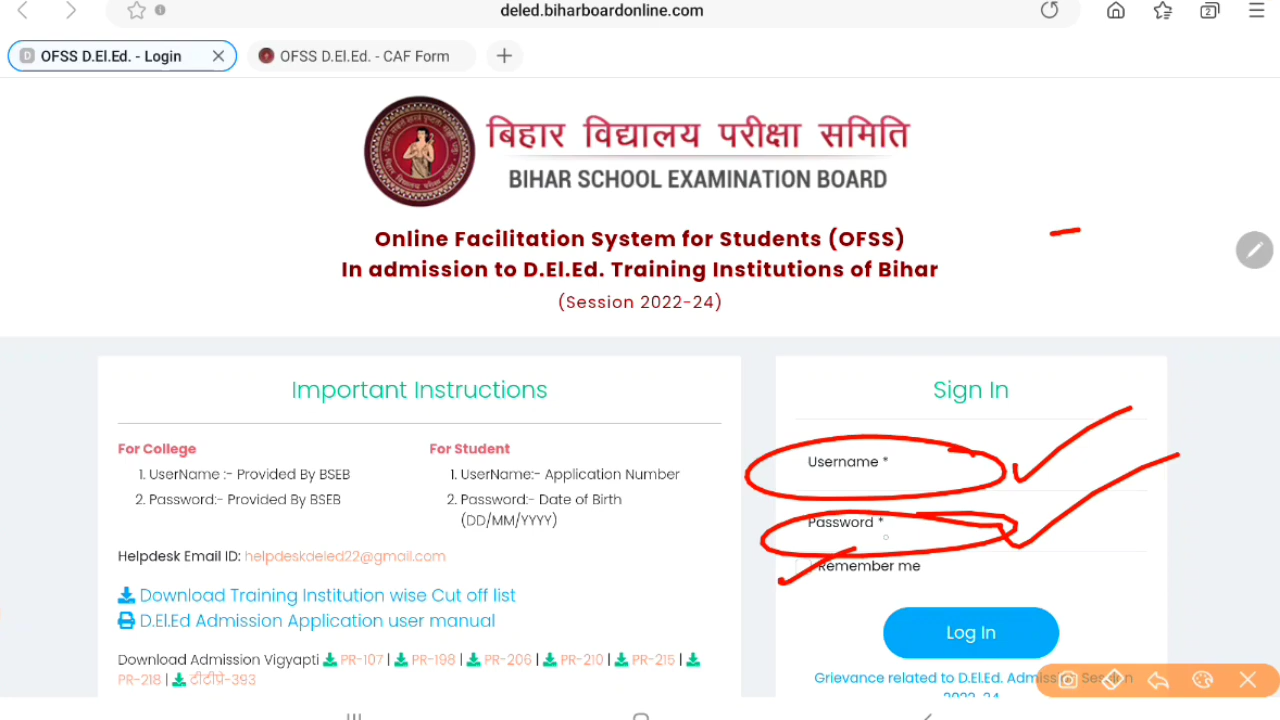 deled.biharboardonline.com
2
D OFSS D.El.Ed. - Login
OFSS D.El.Ed. - CAF Form
बिहार विद्यालय परीक्षा समिति
BIHAR SCHOOL EXAMINATION BOARD
Online Facilitation System for Students (OFSS)
In admission to D.El.Ed. Training Institutions of Bihar
(Session 2022-24)
Important Instructions
For College
1. UserName :- Provided By BSEB
2. Password:- Provided By BSEB
For Student
1. UserName:- Application Number
2. Password:- Date of Birth
(DD/MM/YYYY)
Helpdesk Email ID: helpdeskdeled22@gmail.com
Download Training Institution wise Cut off list
D.El.Ed Admission Application user manual
Download Admission Vigyapti PR-107 | PR-198 | PR-206 | PR-210 | PR-215 |
PR-218 | टीटीप्रे-393
Sign In
Username *
Password *
Remember me
Log In
Grievance related to D.El.Ed. Admission Session
2022-24